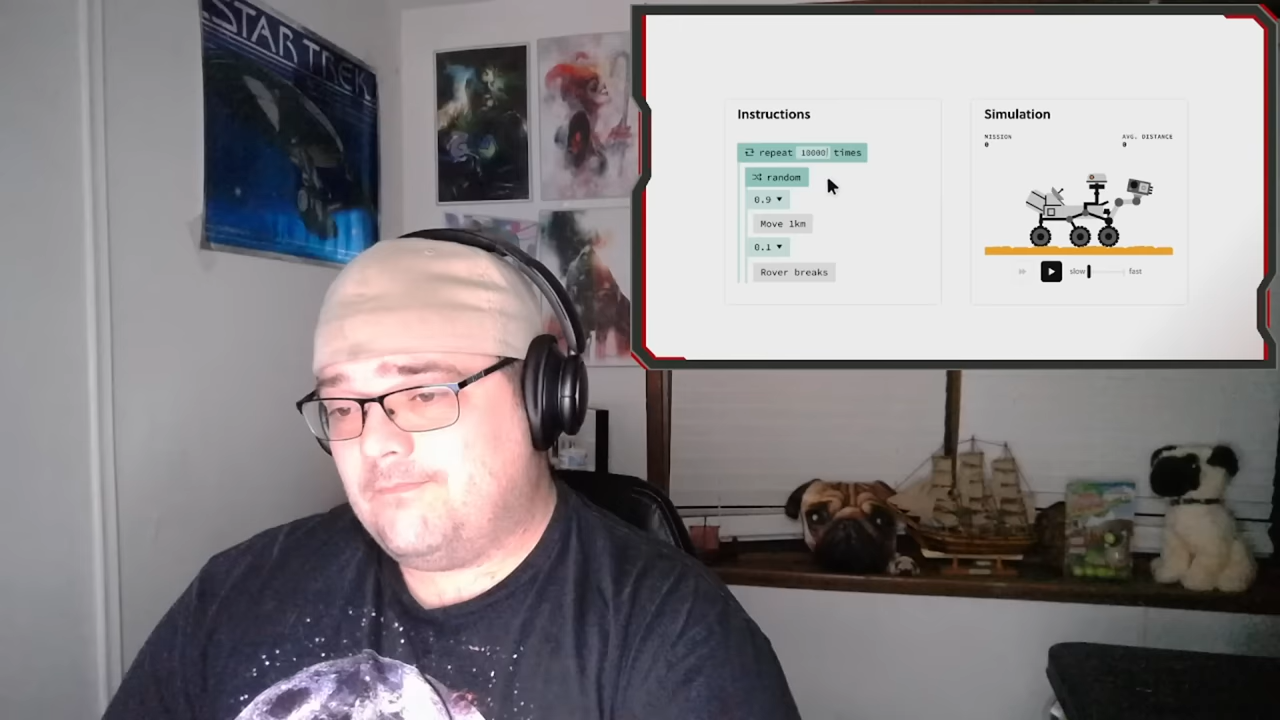 STAR TREK
Instructions
repeat 10000 times
random
0.9
Move 1km
0.1
Rover breaks
Simulation
MISSION
0
AVG. DISTANCE
0
slow
fast